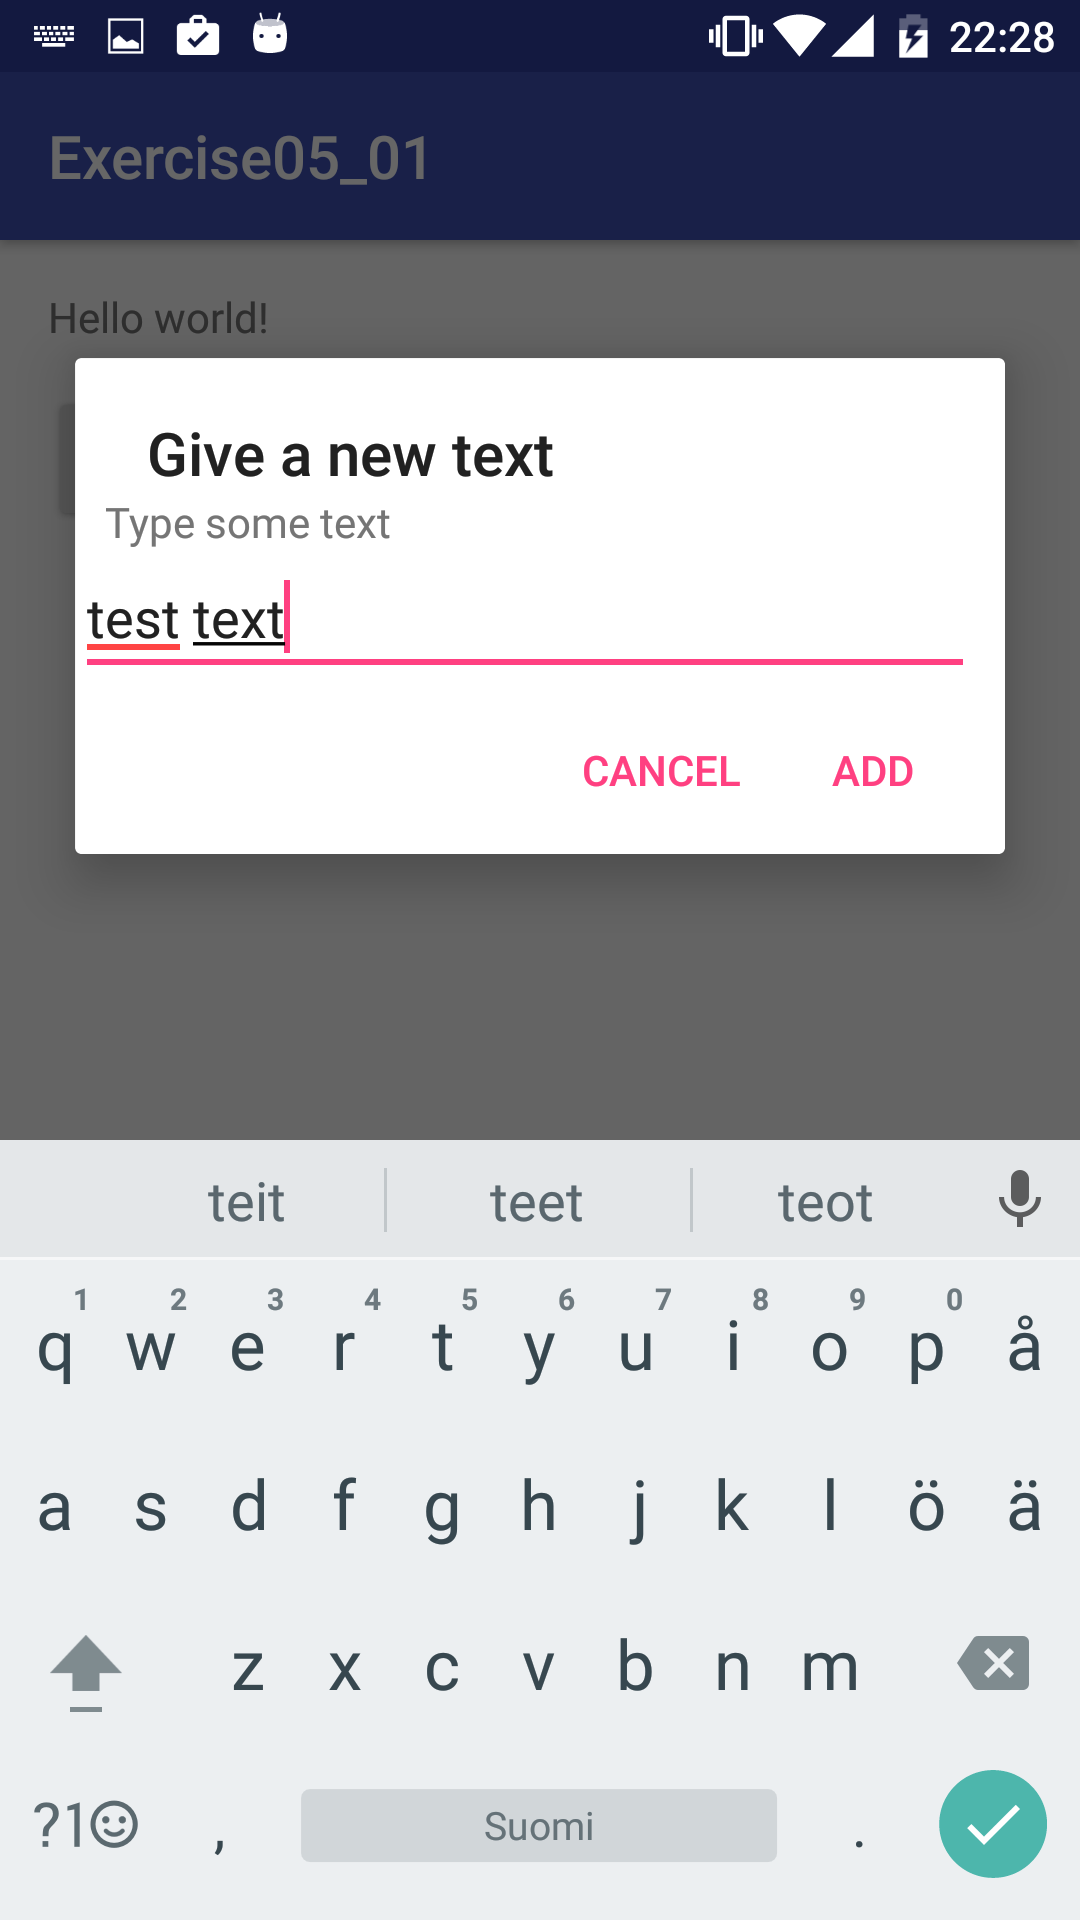 22:28
Exercise05_01
Hello world!
Give a new text
Type some text
test text
CANCEL ADD
teit teet teot
1 2 3 4 5 6 7 8 9 0
q w e r t y u i o p å
a s d f g h j k l ö ä
z x c v b n m
?1☺ , Suomi .